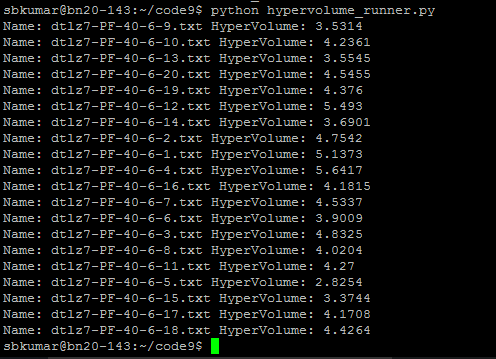 sbkumar@bn20-143:~/code9$ python hypervolume_runner.py
Name: dtlz7-PF-40-6-9.txt HyperVolume: 3.5314
Name: dtlz7-PF-40-6-10.txt HyperVolume: 4.2361
Name: dtlz7-PF-40-6-13.txt HyperVolume: 3.5545
Name: dtlz7-PF-40-6-20.txt HyperVolume: 4.5455
Name: dtlz7-PF-40-6-19.txt HyperVolume: 4.376
Name: dtlz7-PF-40-6-12.txt HyperVolume: 5.493
Name: dtlz7-PF-40-6-14.txt HyperVolume: 3.6901
Name: dtlz7-PF-40-6-2.txt HyperVolume: 4.7542
Name: dtlz7-PF-40-6-1.txt HyperVolume: 5.1373
Name: dtlz7-PF-40-6-4.txt HyperVolume: 5.6417
Name: dtlz7-PF-40-6-16.txt HyperVolume: 4.1815
Name: dtlz7-PF-40-6-7.txt HyperVolume: 4.5337
Name: dtlz7-PF-40-6-6.txt HyperVolume: 3.9009
Name: dtlz7-PF-40-6-3.txt HyperVolume: 4.8325
Name: dtlz7-PF-40-6-8.txt HyperVolume: 4.0204
Name: dtlz7-PF-40-6-11.txt HyperVolume: 4.27
Name: dtlz7-PF-40-6-5.txt HyperVolume: 2.8254
Name: dtlz7-PF-40-6-15.txt HyperVolume: 3.3744
Name: dtlz7-PF-40-6-17.txt HyperVolume: 4.1708
Name: dtlz7-PF-40-6-18.txt HyperVolume: 4.4264
sbkumar@bn20-143:~/code9$